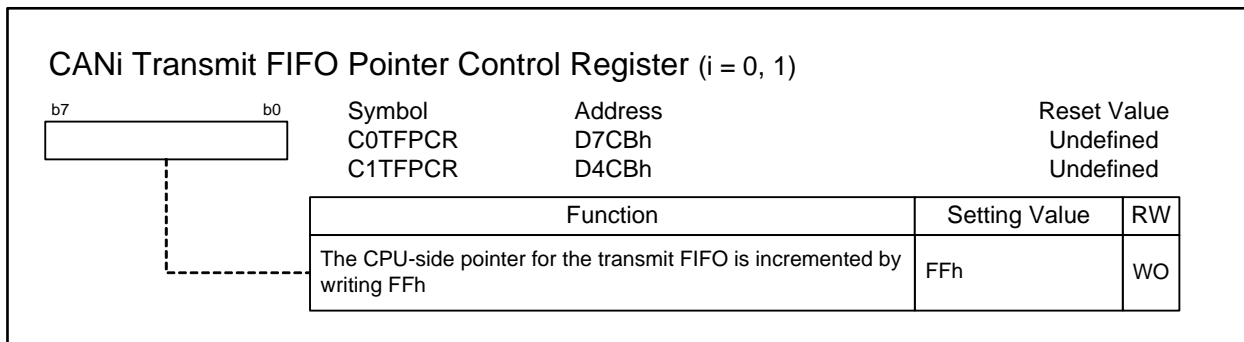 CANi Transmit FIFO Pointer Control Register (i = 0, 1)
b7 b0 Symbol Address Reset Value
C0TFPCR D7CBh Undefined
C1TFPCR D4CBh Undefined
Function Setting Value RW
The CPU-side pointer for the transmit FIFO is incremented by
writing FFh
FFh WO